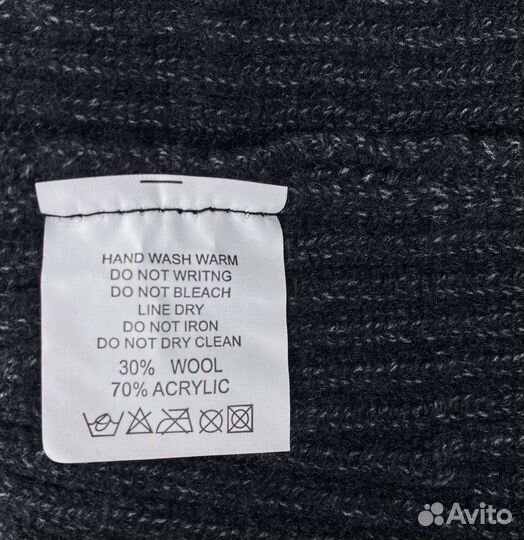 HAND WASH WARM
DO NOT WRITNG
DO NOT BLEACH
LINE DRY
DO NOT IRON
DO NOT DRY CLEAN
30% WOOL
70% ACRYLIC
Avito